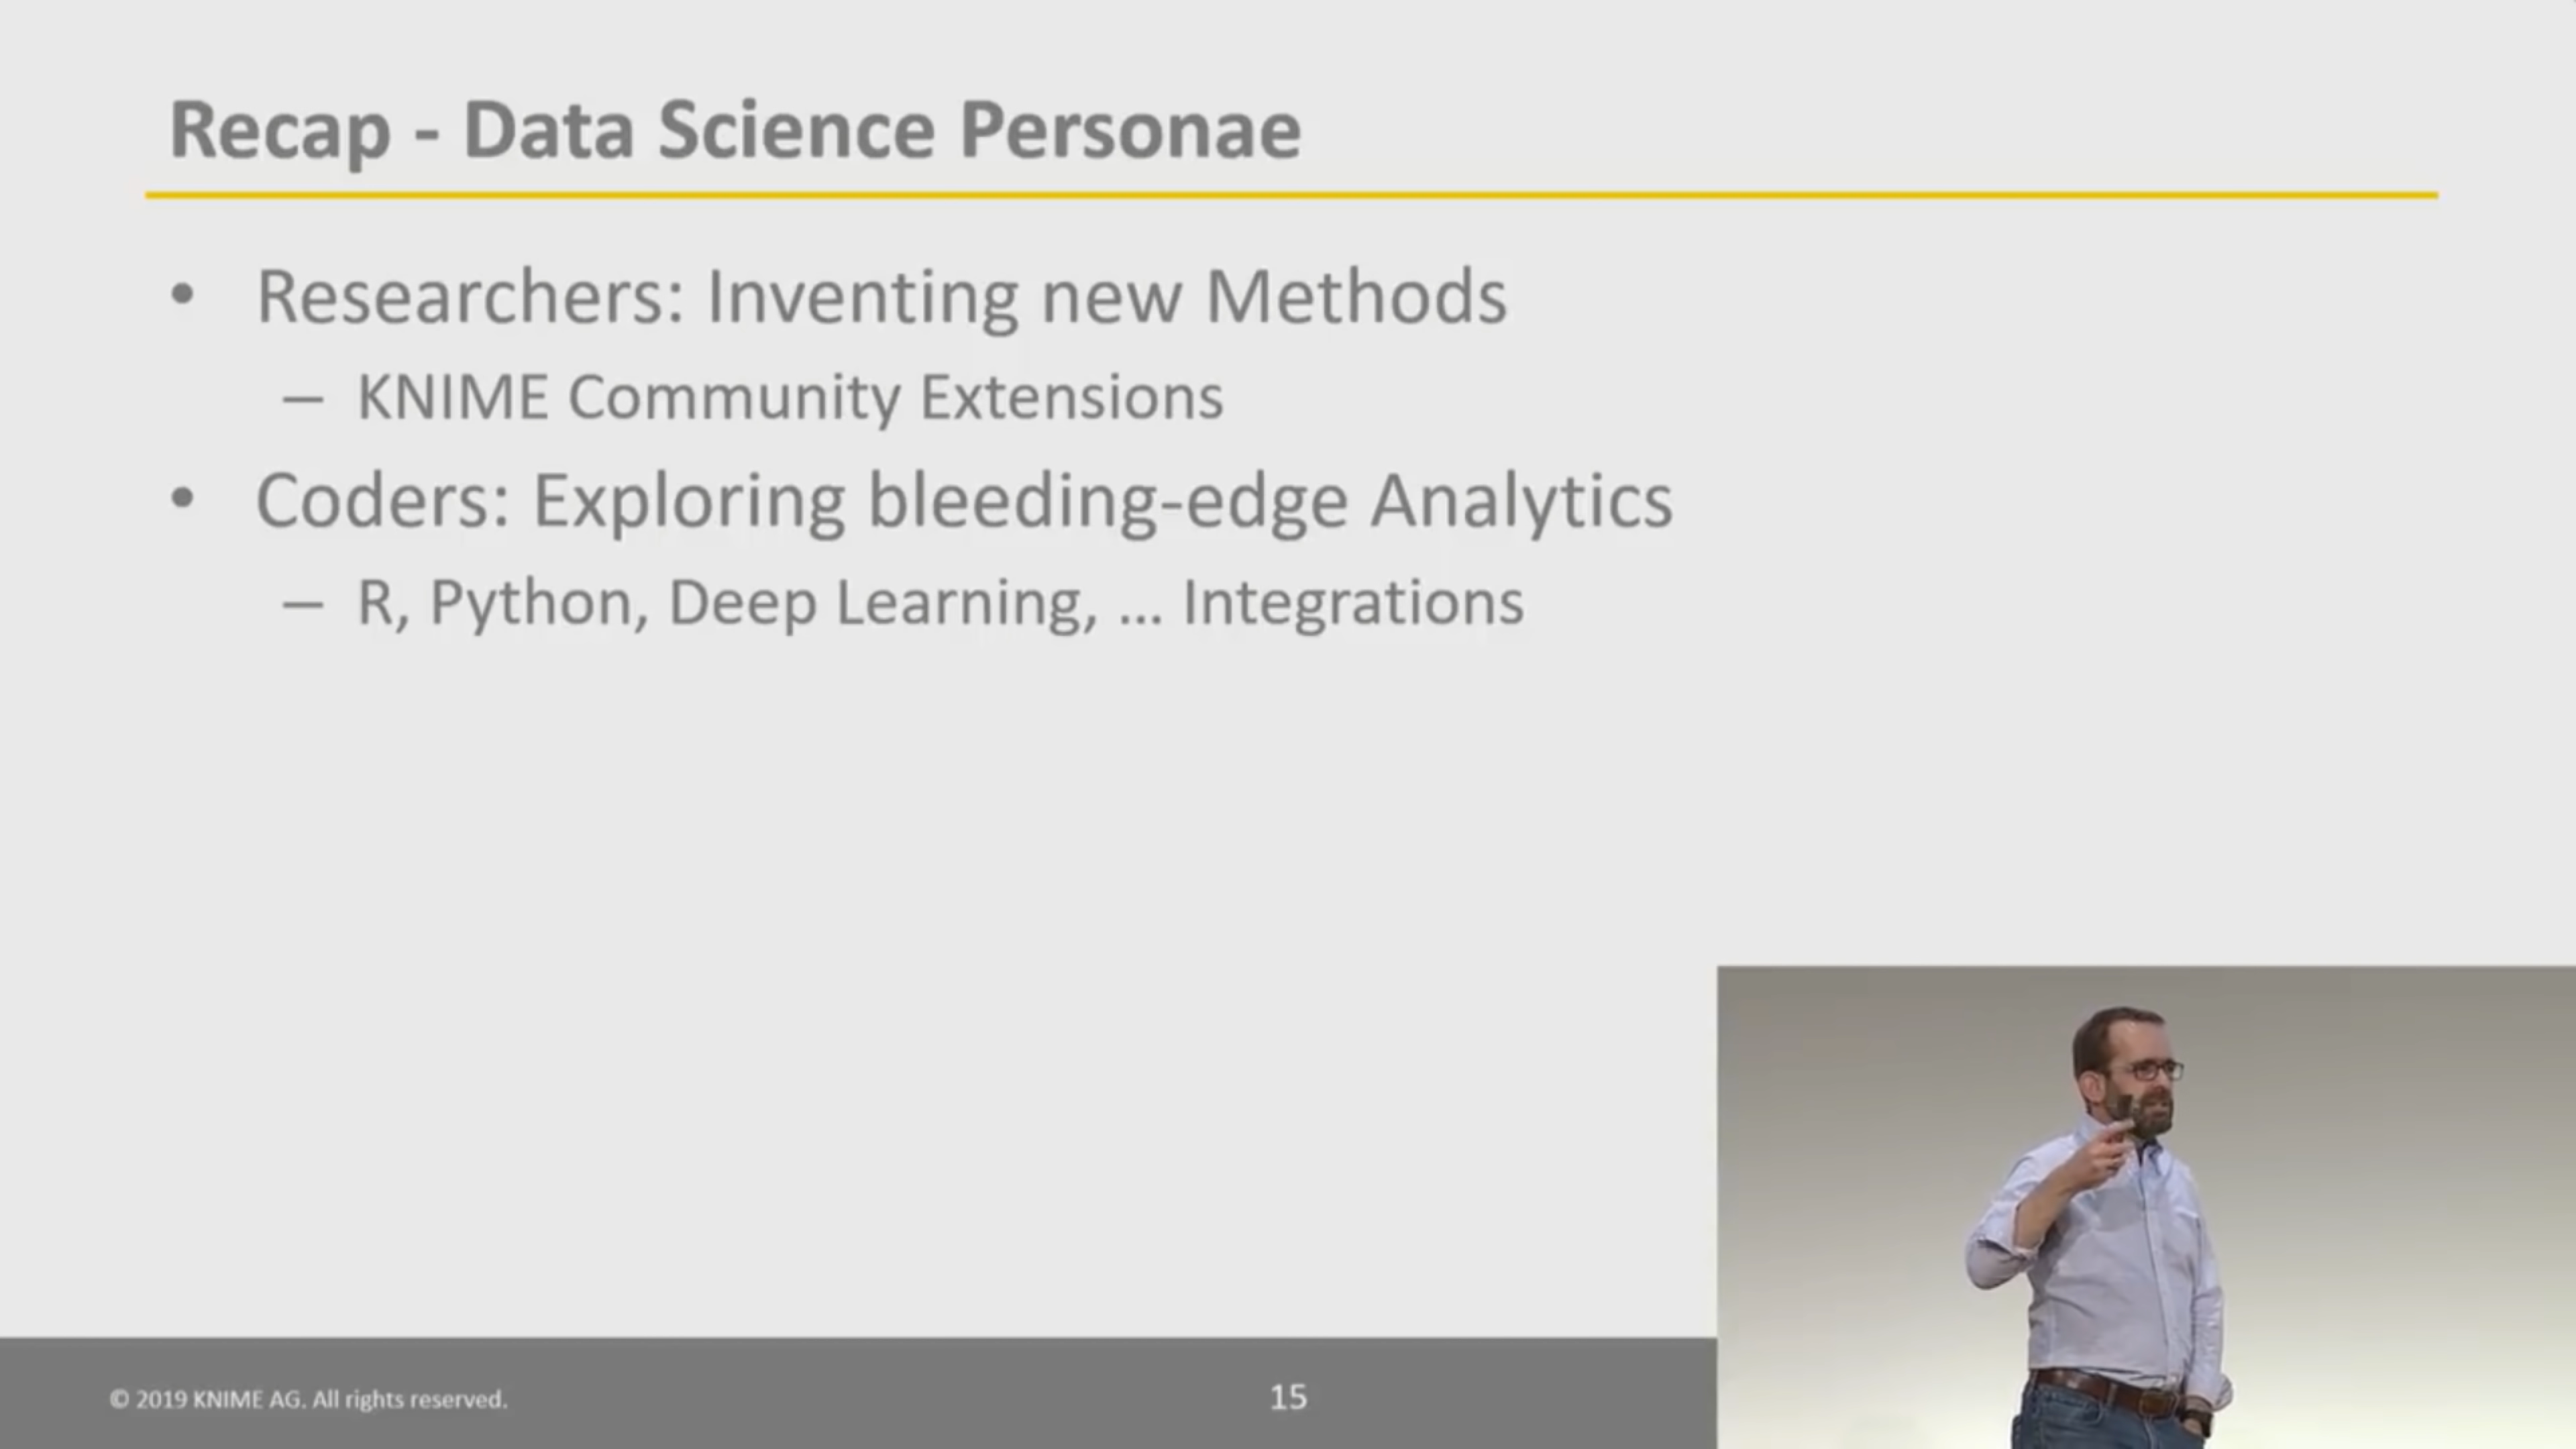 Recap - Data Science Personae
• Researchers: Inventing new Methods
– KNIME Community Extensions
• Coders: Exploring bleeding-edge Analytics
– R, Python, Deep Learning, ... Integrations
© 2019 KNIME AG. All rights reserved.
15